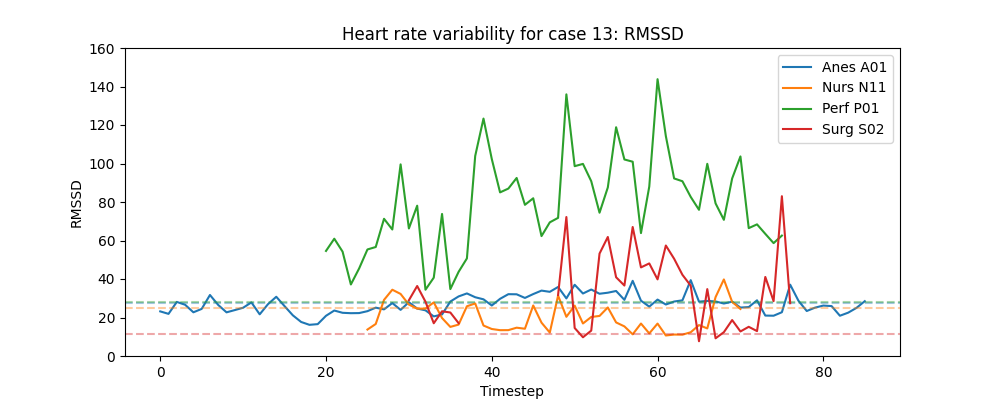 Heart rate variability for case 13: RMSSD
160
140
120
100
80
60
40
20
0
RMSSD
Anes A01
Nurs N11
Perf P01
Surg S02
0 20 40 60 80
Timestep